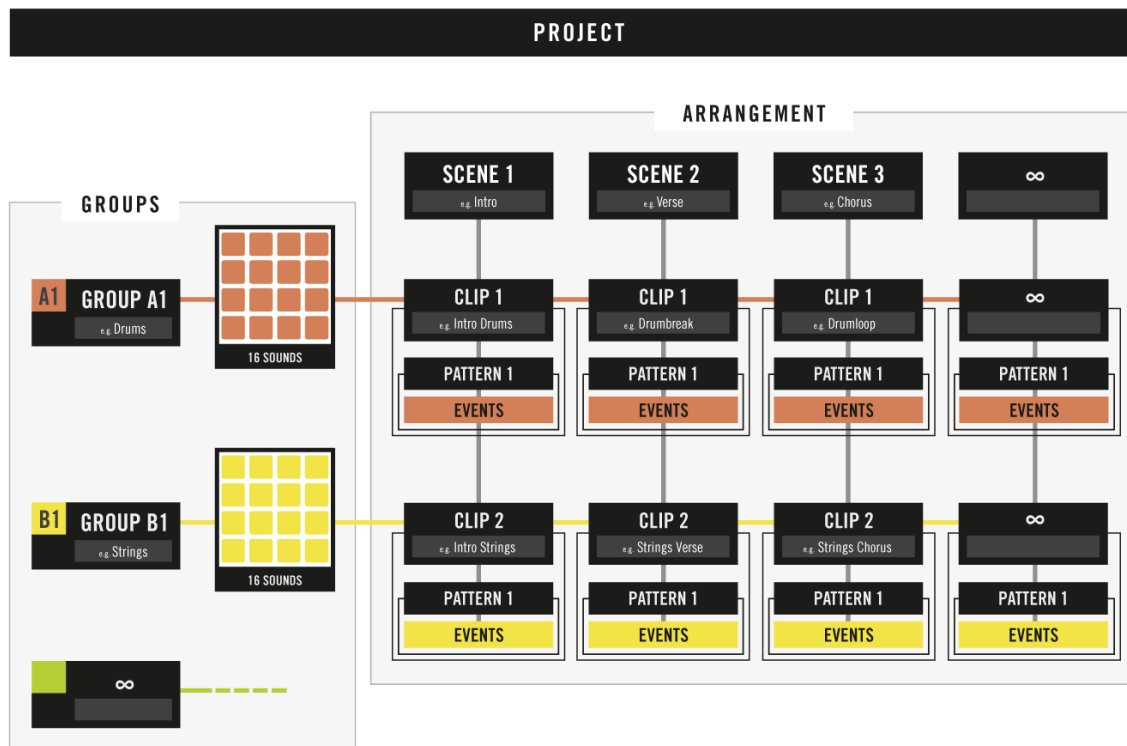 PROJECT
ARRANGEMENT
SCENE 1
e.g. Intro
SCENE 2
e.g. Verse
SCENE 3
e.g. Chorus
∞
GROUPS
A1
GROUP A1
e.g. Drums
16 SOUNDS
CLIP 1
e.g. Intro Drums
CLIP 1
e.g. Drumbreak
CLIP 1
e.g. Drumloop
∞
PATTERN 1
PATTERN 1
PATTERN 1
PATTERN 1
EVENTS
EVENTS
EVENTS
EVENTS
B1
GROUP B1
e.g. Strings
16 SOUNDS
CLIP 2
e.g. Intro Strings
CLIP 2
e.g. Strings Verse
CLIP 2
e.g. Strings Chorus
∞
PATTERN 1
PATTERN 1
PATTERN 1
PATTERN 1
EVENTS
EVENTS
EVENTS
EVENTS
∞